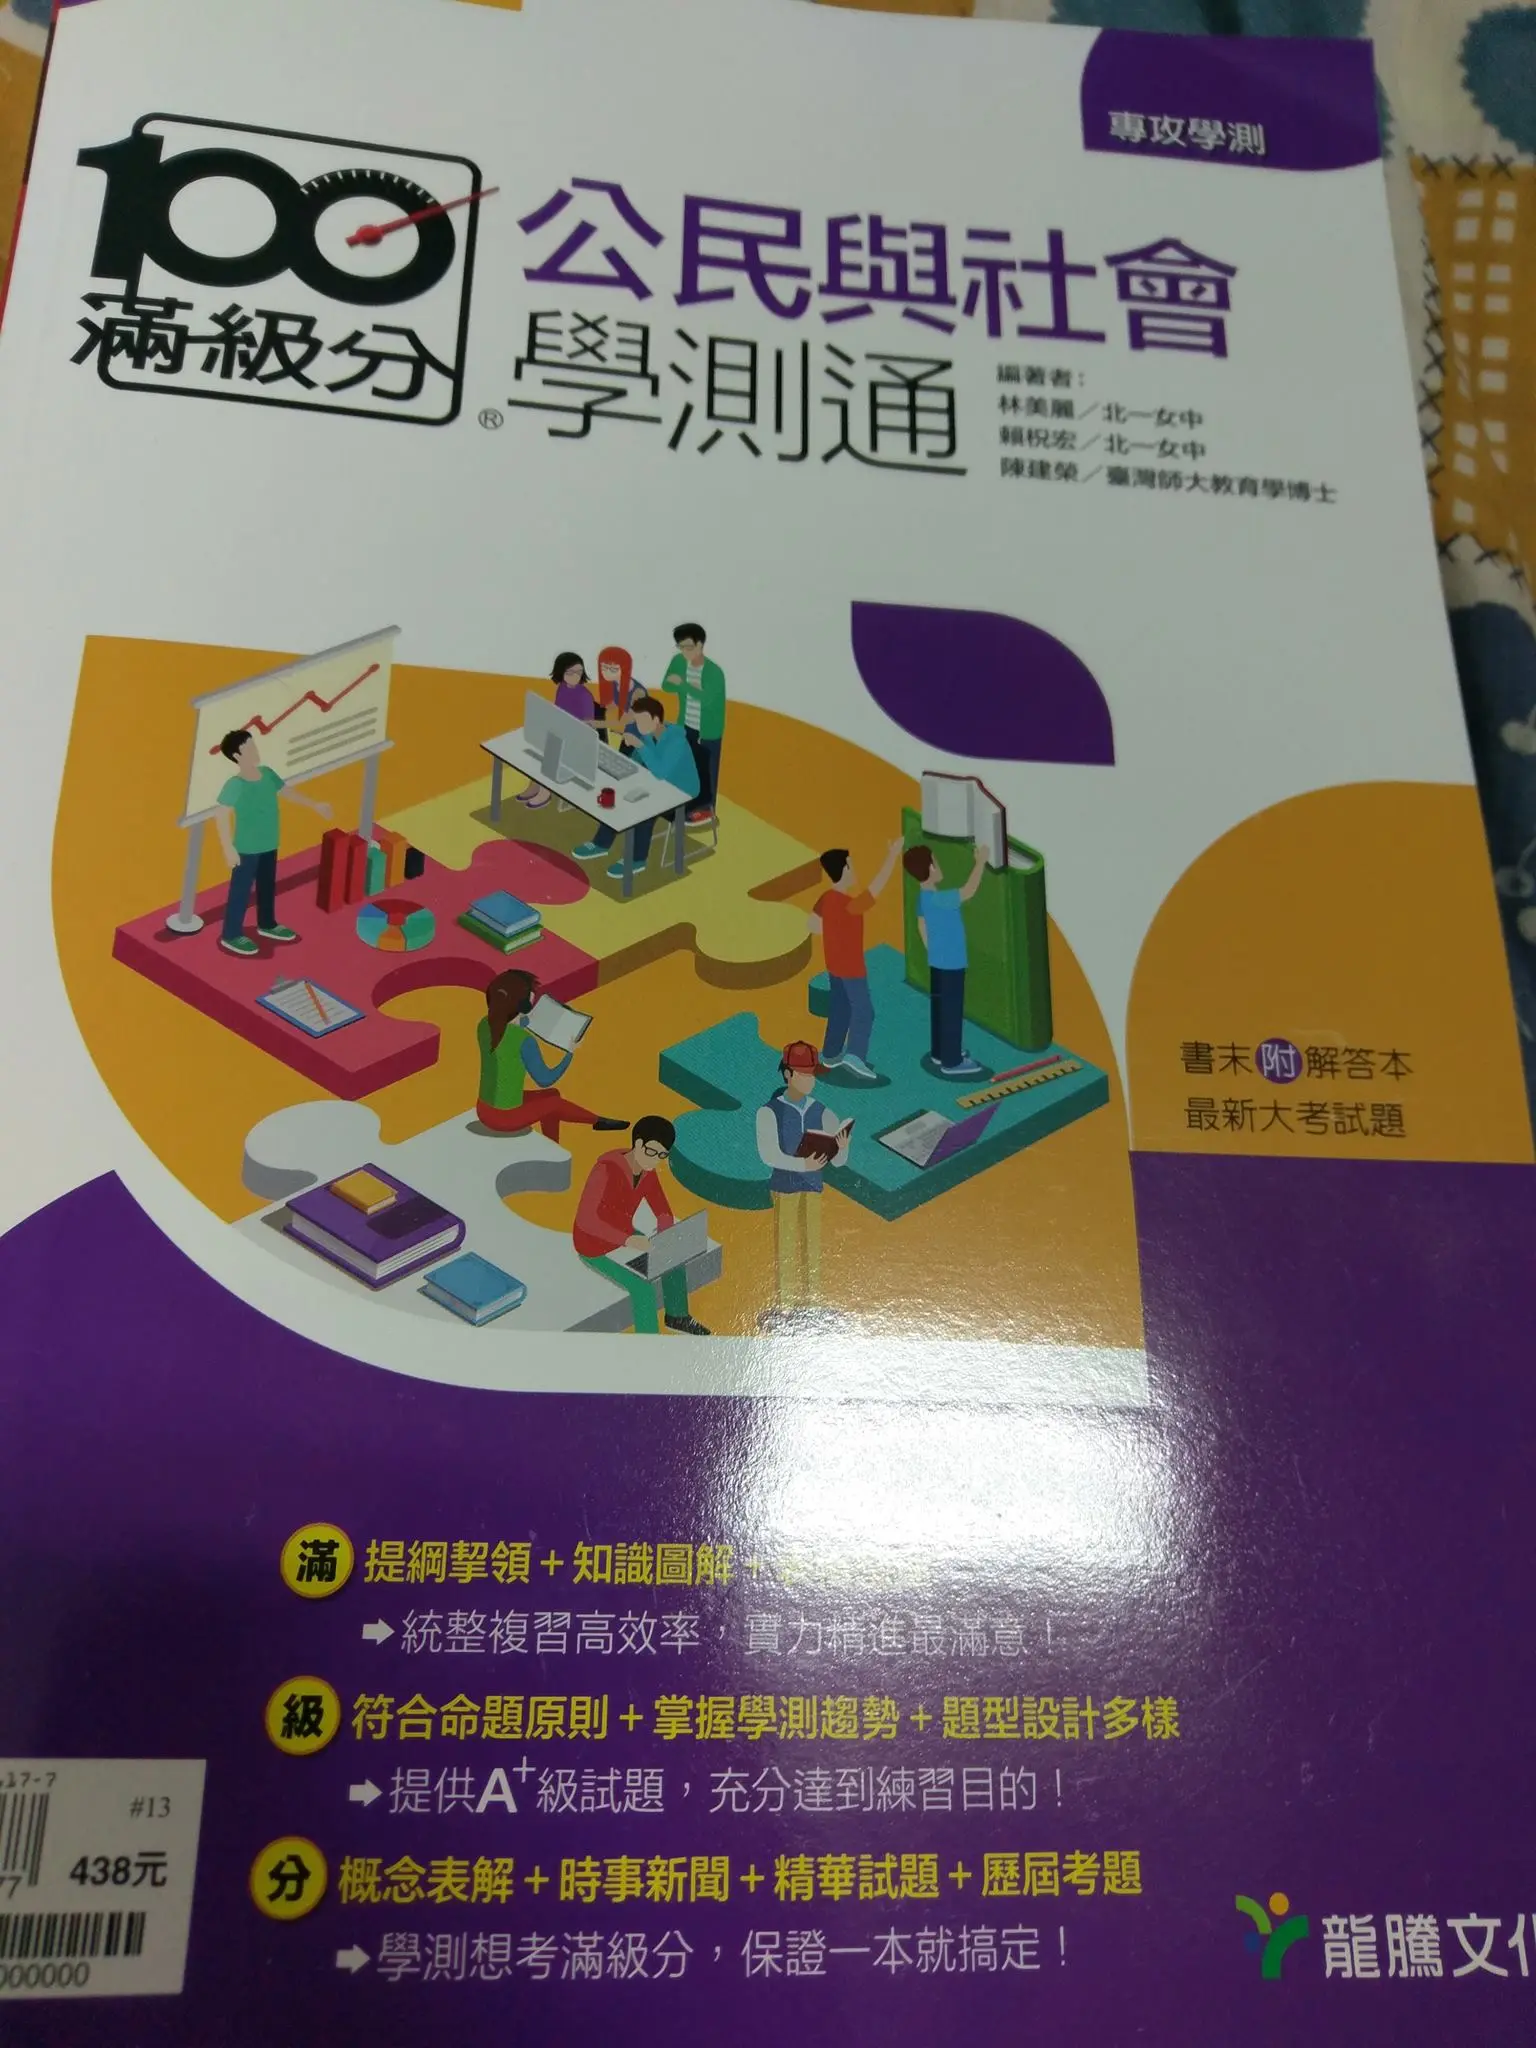 專攻學測
100
滿級分
®
公民與社會
學測通
編著者:
林美麗/北一女中
賴柷宏/北一女中
陳建榮/臺灣師大教育學博士
書末附解答本
最新大考試題
滿 提綱挈領+知識圖解+
➡統整複習高效率,實力精進最滿意!
級 符合命題原則+掌握學測趨勢+題型設計多樣
➡提供A+級試題,充分達到練習目的!
分 概念表解+時事新聞+精華試題+歷屆考題
➡學測想考滿級分,保證一本就搞定!
17-7
#13
438元
77
000000
龍騰文化